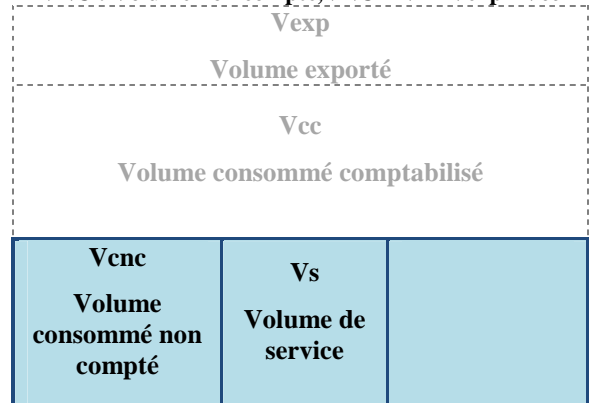 Vexp
Volume exporté
Vcc
Volume consommé comptabilisé
Vcnc
Volume
consommé non
compté
Vs
Volume de
service